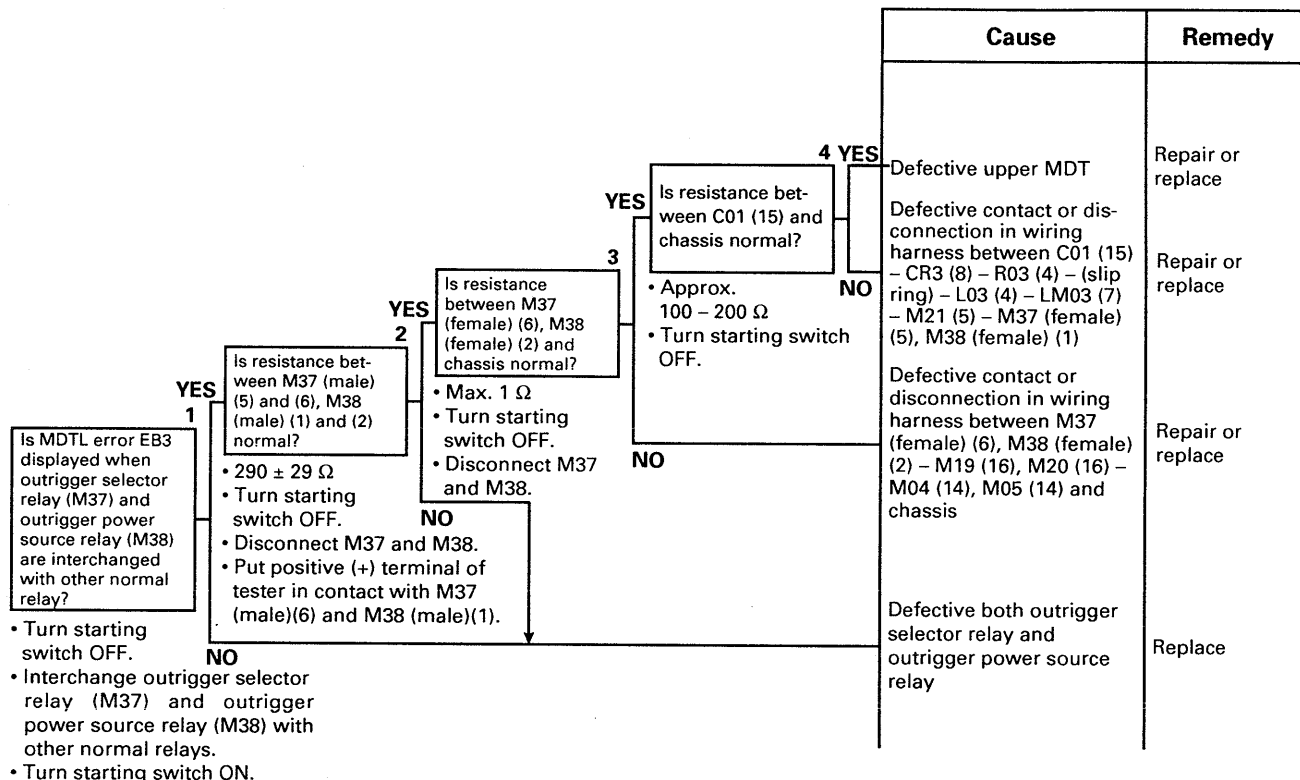 Cause
Remedy
1
Is MDTL error EB3
displayed when
outrigger selector
relay (M37) and
outrigger power
source relay (M38)
are interchanged
with other normal
relay?
• Turn starting
switch OFF.
• Interchange outrigger selector
relay (M37) and outrigger
power source relay (M38) with
other normal relays.
• Turn starting switch ON.
YES
NO
2
Is resistance bet-
ween M37 (male)
(5) and (6), M38
(male) (1) and (2)
normal?
• 290 ± 29 Ω
• Turn starting
switch OFF.
• Disconnect M37 and M38.
• Put positive (+) terminal of
tester in contact with M37
(male)(6) and M38 (male)(1).
YES
NO
3
Is resistance
between M37
(female) (6), M38
(female) (2) and
chassis normal?
• Max. 1 Ω
• Turn starting
switch OFF.
• Disconnect M37
and M38.
YES
NO
4
Is resistance bet-
ween C01 (15) and
chassis normal?
• Approx.
100 – 200 Ω
• Turn starting switch
OFF.
YES
NO
Defective upper MDT
Repair or
replace
Defective contact or dis-
connection in wiring
harness between C01 (15)
– CR3 (8) – R03 (4) – (slip
ring) – L03 (4) – LM03 (7)
– M21 (5) – M37 (female)
(5), M38 (female) (1)
Repair or
replace
Defective contact or
disconnection in wiring
harness between M37
(female) (6), M38 (female)
(2) – M19 (16), M20 (16) –
M04 (14), M05 (14) and
chassis
Repair or
replace
Defective both outrigger
selector relay and
outrigger power source
relay
Replace